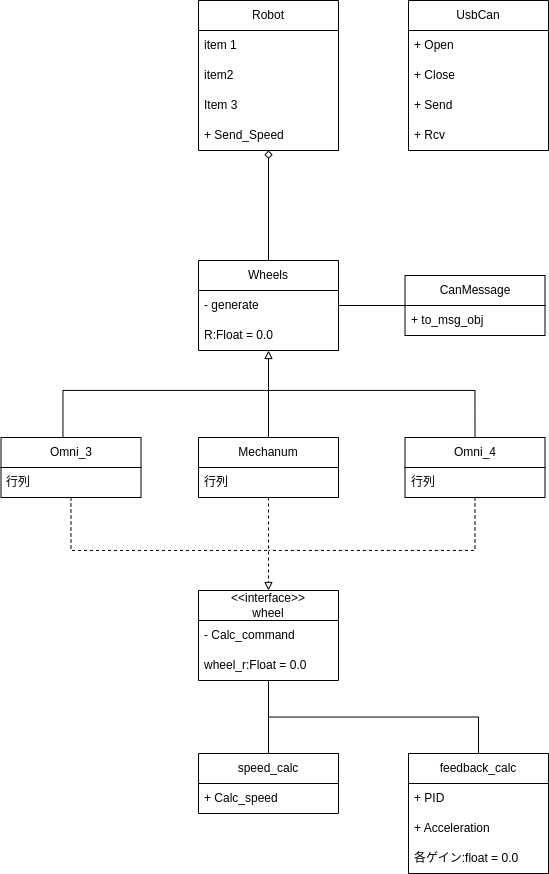 Robot
item 1
item2
Item 3
+ Send_Speed
UsbCan
+ Open
+ Close
+ Send
+ Rcv
Wheels
- generate
R:Float = 0.0
CanMessage
+ to_msg_obj
Omni_3
行列
Mechanum
行列
Omni_4
行列
<<interface>>
wheel
- Calc_command
wheel_r:Float = 0.0
speed_calc
+ Calc_speed
feedback_calc
+ PID
+ Acceleration
各ゲイン:float = 0.0